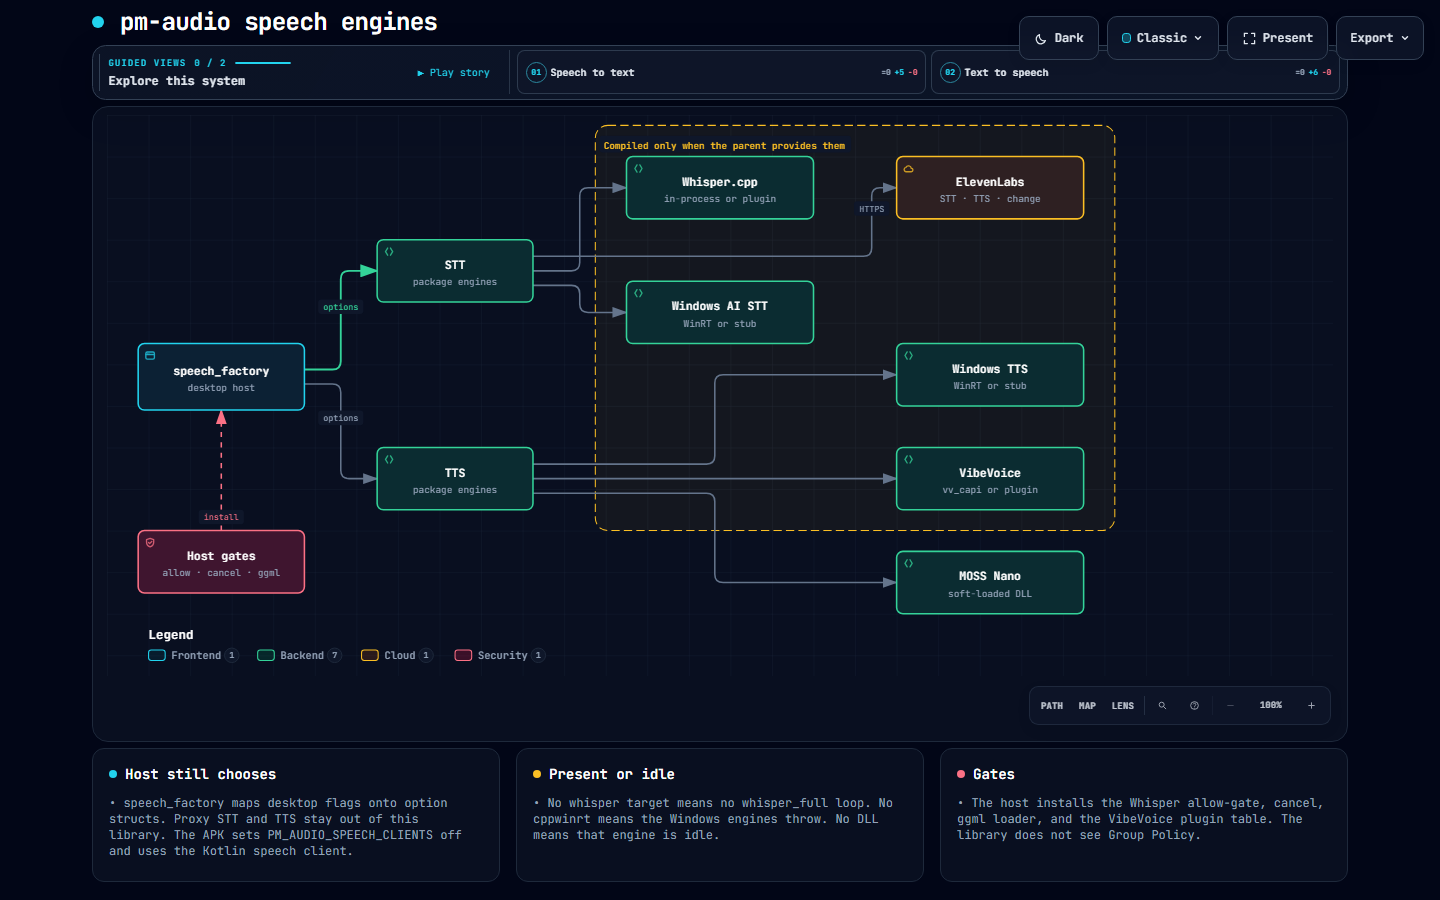 pm-audio speech engines
Dark
Classic
Present
Export
GUIDED VIEWS 0 / 2
Explore this system
▶ Play story
01 Speech to text
=0 +5 -0
02 Text to speech
=0 +6 -0
Compiled only when the parent provides them
Whisper.cpp
in-process or plugin
ElevenLabs
STT · TTS · change
HTTPS
STT
package engines
Windows AI STT
WinRT or stub
options
speech_factory
desktop host
Windows TTS
WinRT or stub
options
TTS
package engines
VibeVoice
vv_capi or plugin
install
Host gates
allow · cancel · ggml
MOSS Nano
soft-loaded DLL
Legend
Frontend 1
Backend 7
Cloud 1
Security 1
PATH
MAP
LENS
−
100%
+
Host still chooses
• speech_factory maps desktop flags onto option
structs. Proxy STT and TTS stay out of this
library. The APK sets PM_AUDIO_SPEECH_CLIENTS off
and uses the Kotlin speech client.
Present or idle
• No whisper target means no whisper_full loop. No
cppwinrt means the Windows engines throw. No DLL
means that engine is idle.
Gates
• The host installs the Whisper allow-gate, cancel,
ggml loader, and the VibeVoice plugin table. The
library does not see Group Policy.